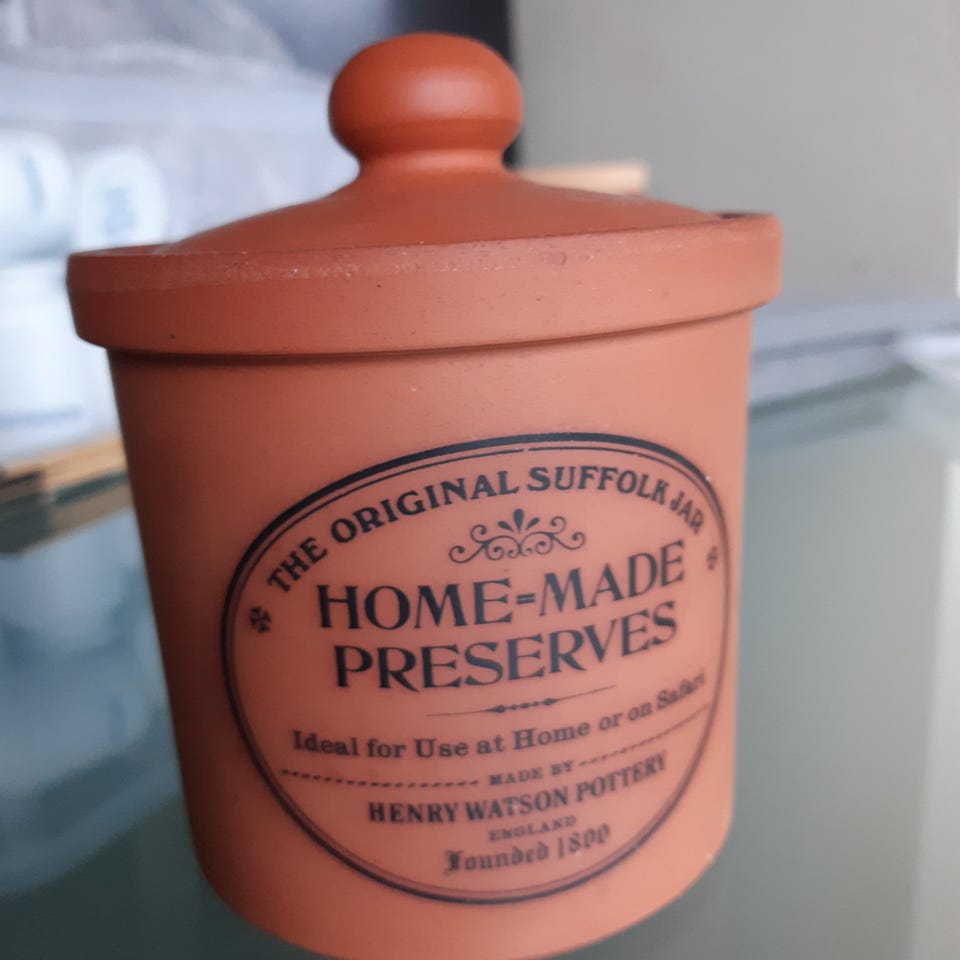 THE ORIGINAL SUFFOLK JAR
HOME=MADE
PRESERVES
Ideal for Use at Home or on Safari
MADE BY
HENRY WATSON POTTERY
ENGLAND
Founded 1800